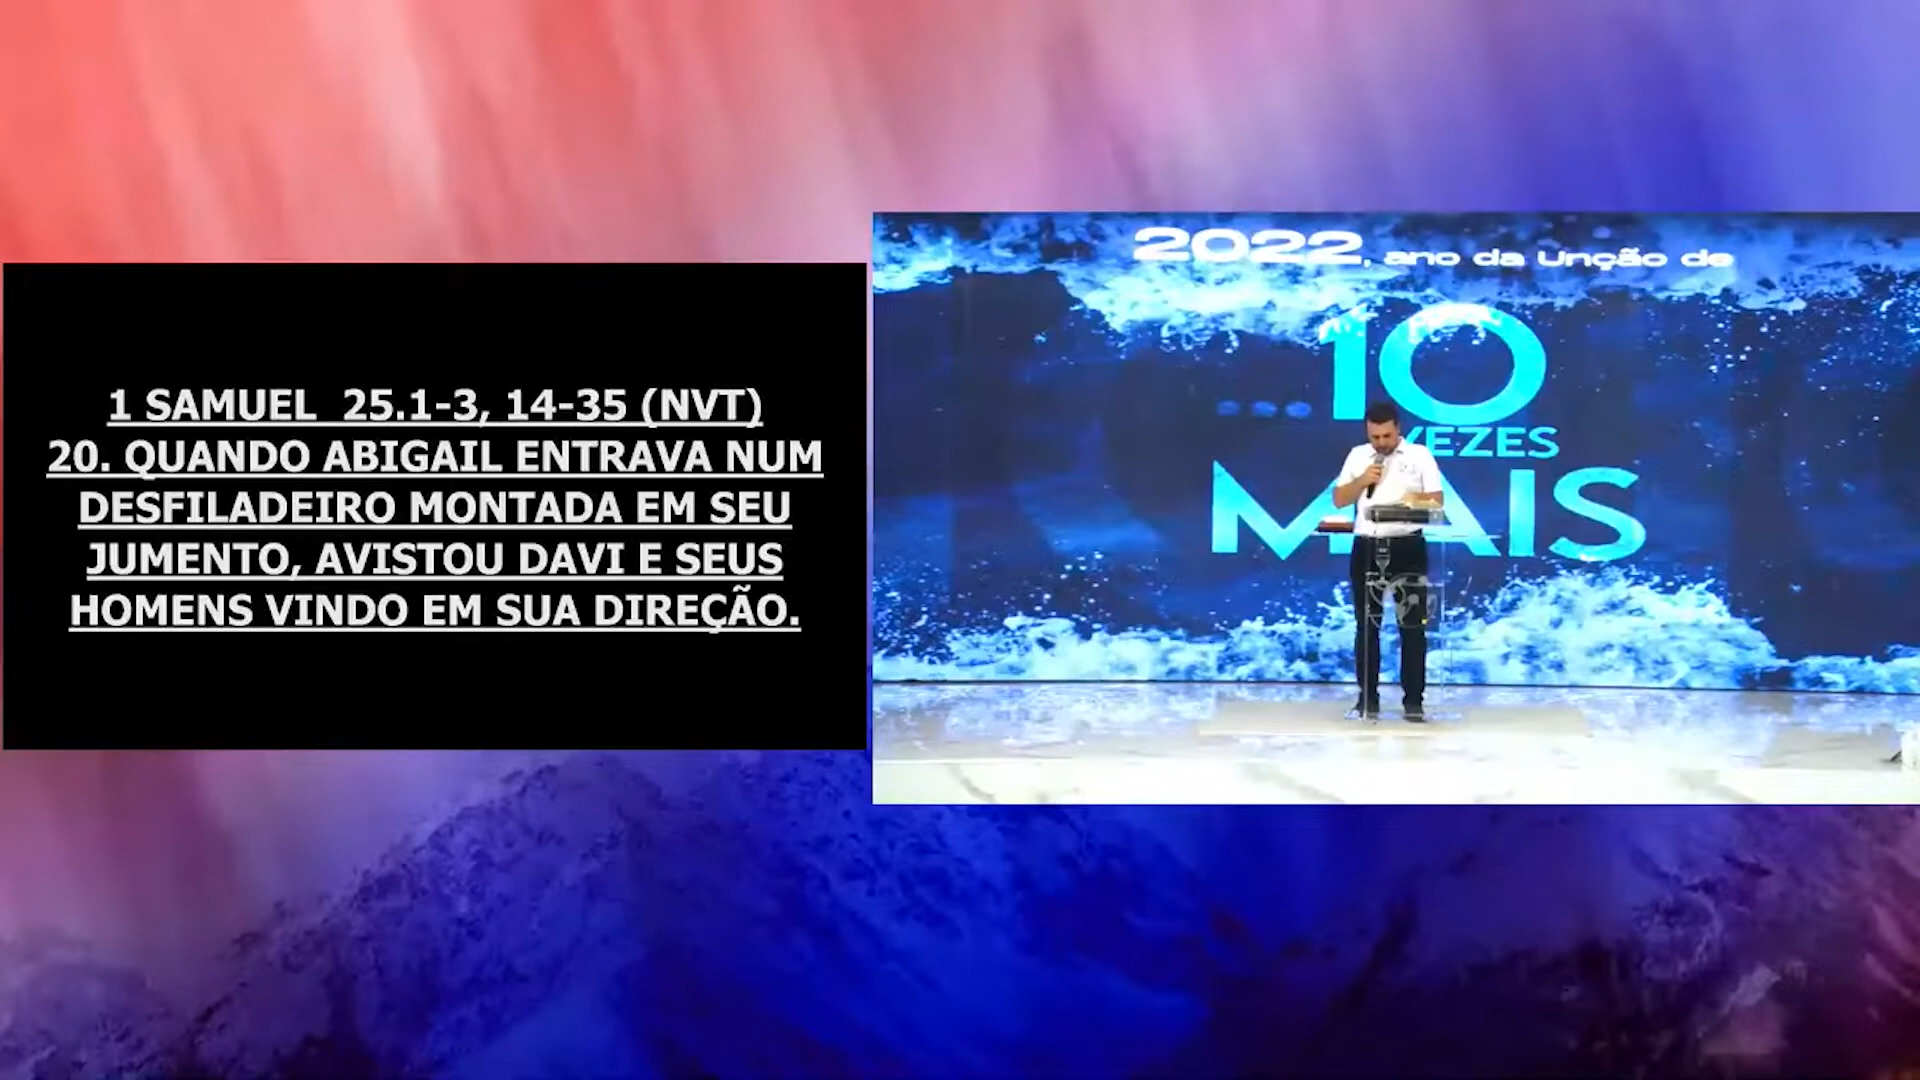 1 SAMUEL 25.1-3, 14-35 (NVT)
20. QUANDO ABIGAIL ENTRAVA NUM
DESFILADEIRO MONTADA EM SEU
JUMENTO, AVISTOU DAVI E SEUS
HOMENS VINDO EM SUA DIREÇÃO.
2022, ano da Unção de
...10
VEZES
MAIS